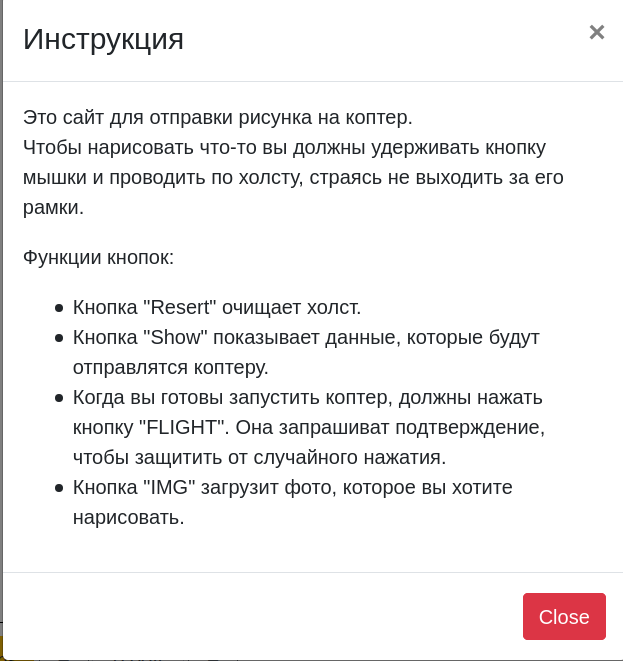 Инструкция
×
Это сайт для отправки рисунка на коптер.
Чтобы нарисовать что-то вы должны удерживать кнопку
мышки и проводить по холсту, страясь не выходить за его
рамки.
Функции кнопок:
Кнопка "Resert" очищает холст.
Кнопка "Show" показывает данные, которые будут
отправлятся коптеру.
Когда вы готовы запустить коптер, должны нажать
кнопку "FLIGHT". Она запрашиват подтверждение,
чтобы защитить от случайного нажатия.
Кнопка "IMG" загрузит фото, которое вы хотите
нарисовать.
Close